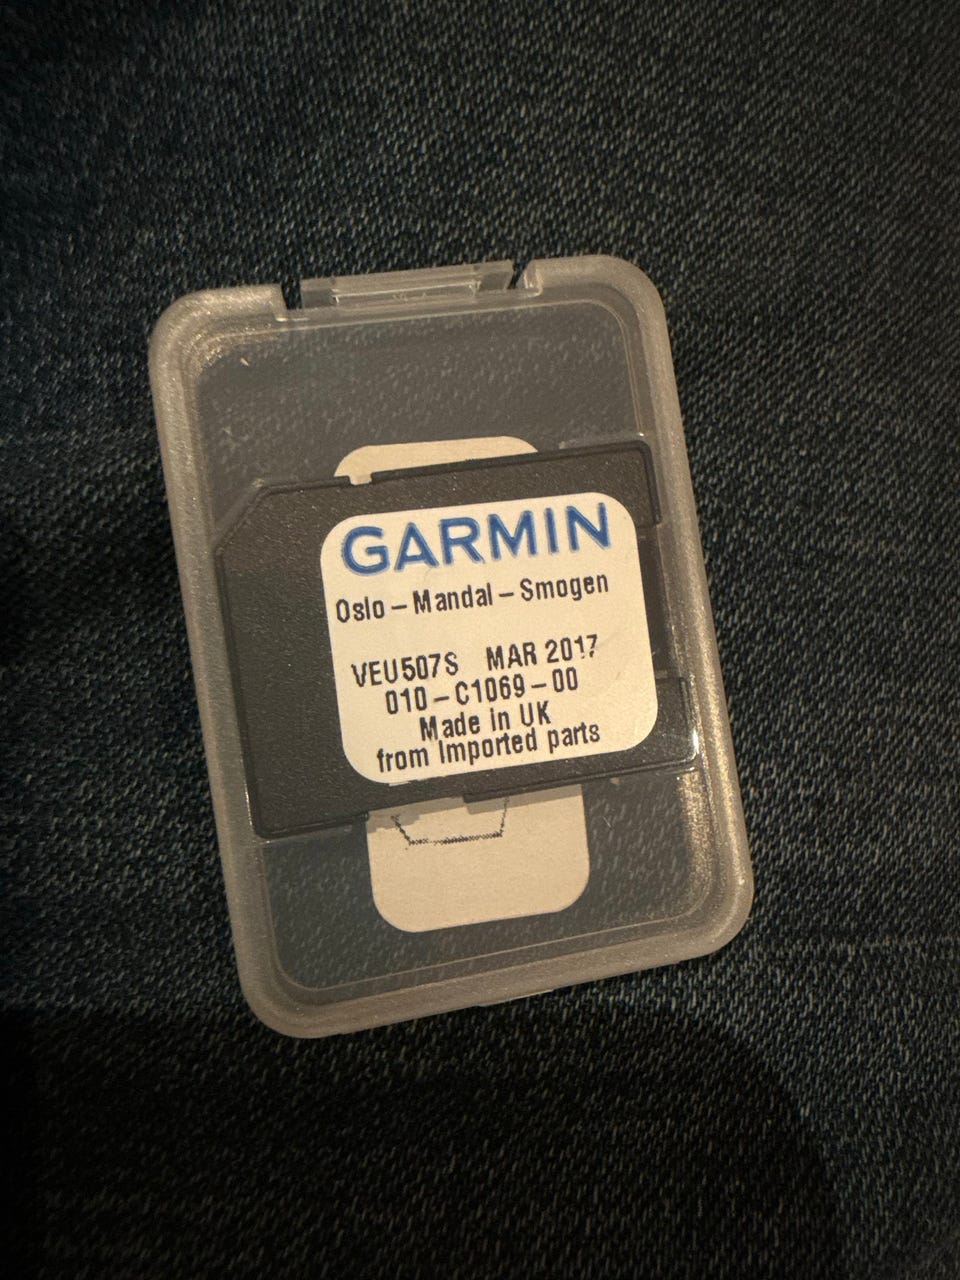 GARMIN
Oslo – Mandal – Smogen
VEU507S MAR 2017
010 – C1069 – 00
Made in UK
from Imported parts